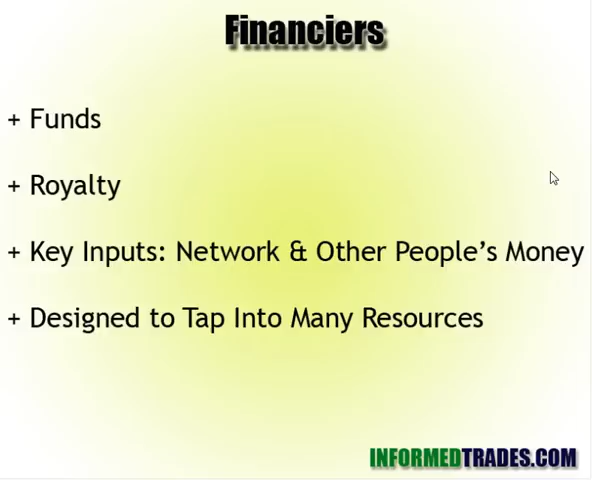 Financiers
+ Funds
+ Royalty
+ Key Inputs: Network & Other People’s Money
+ Designed to Tap Into Many Resources
INFORMEDTRADES.COM